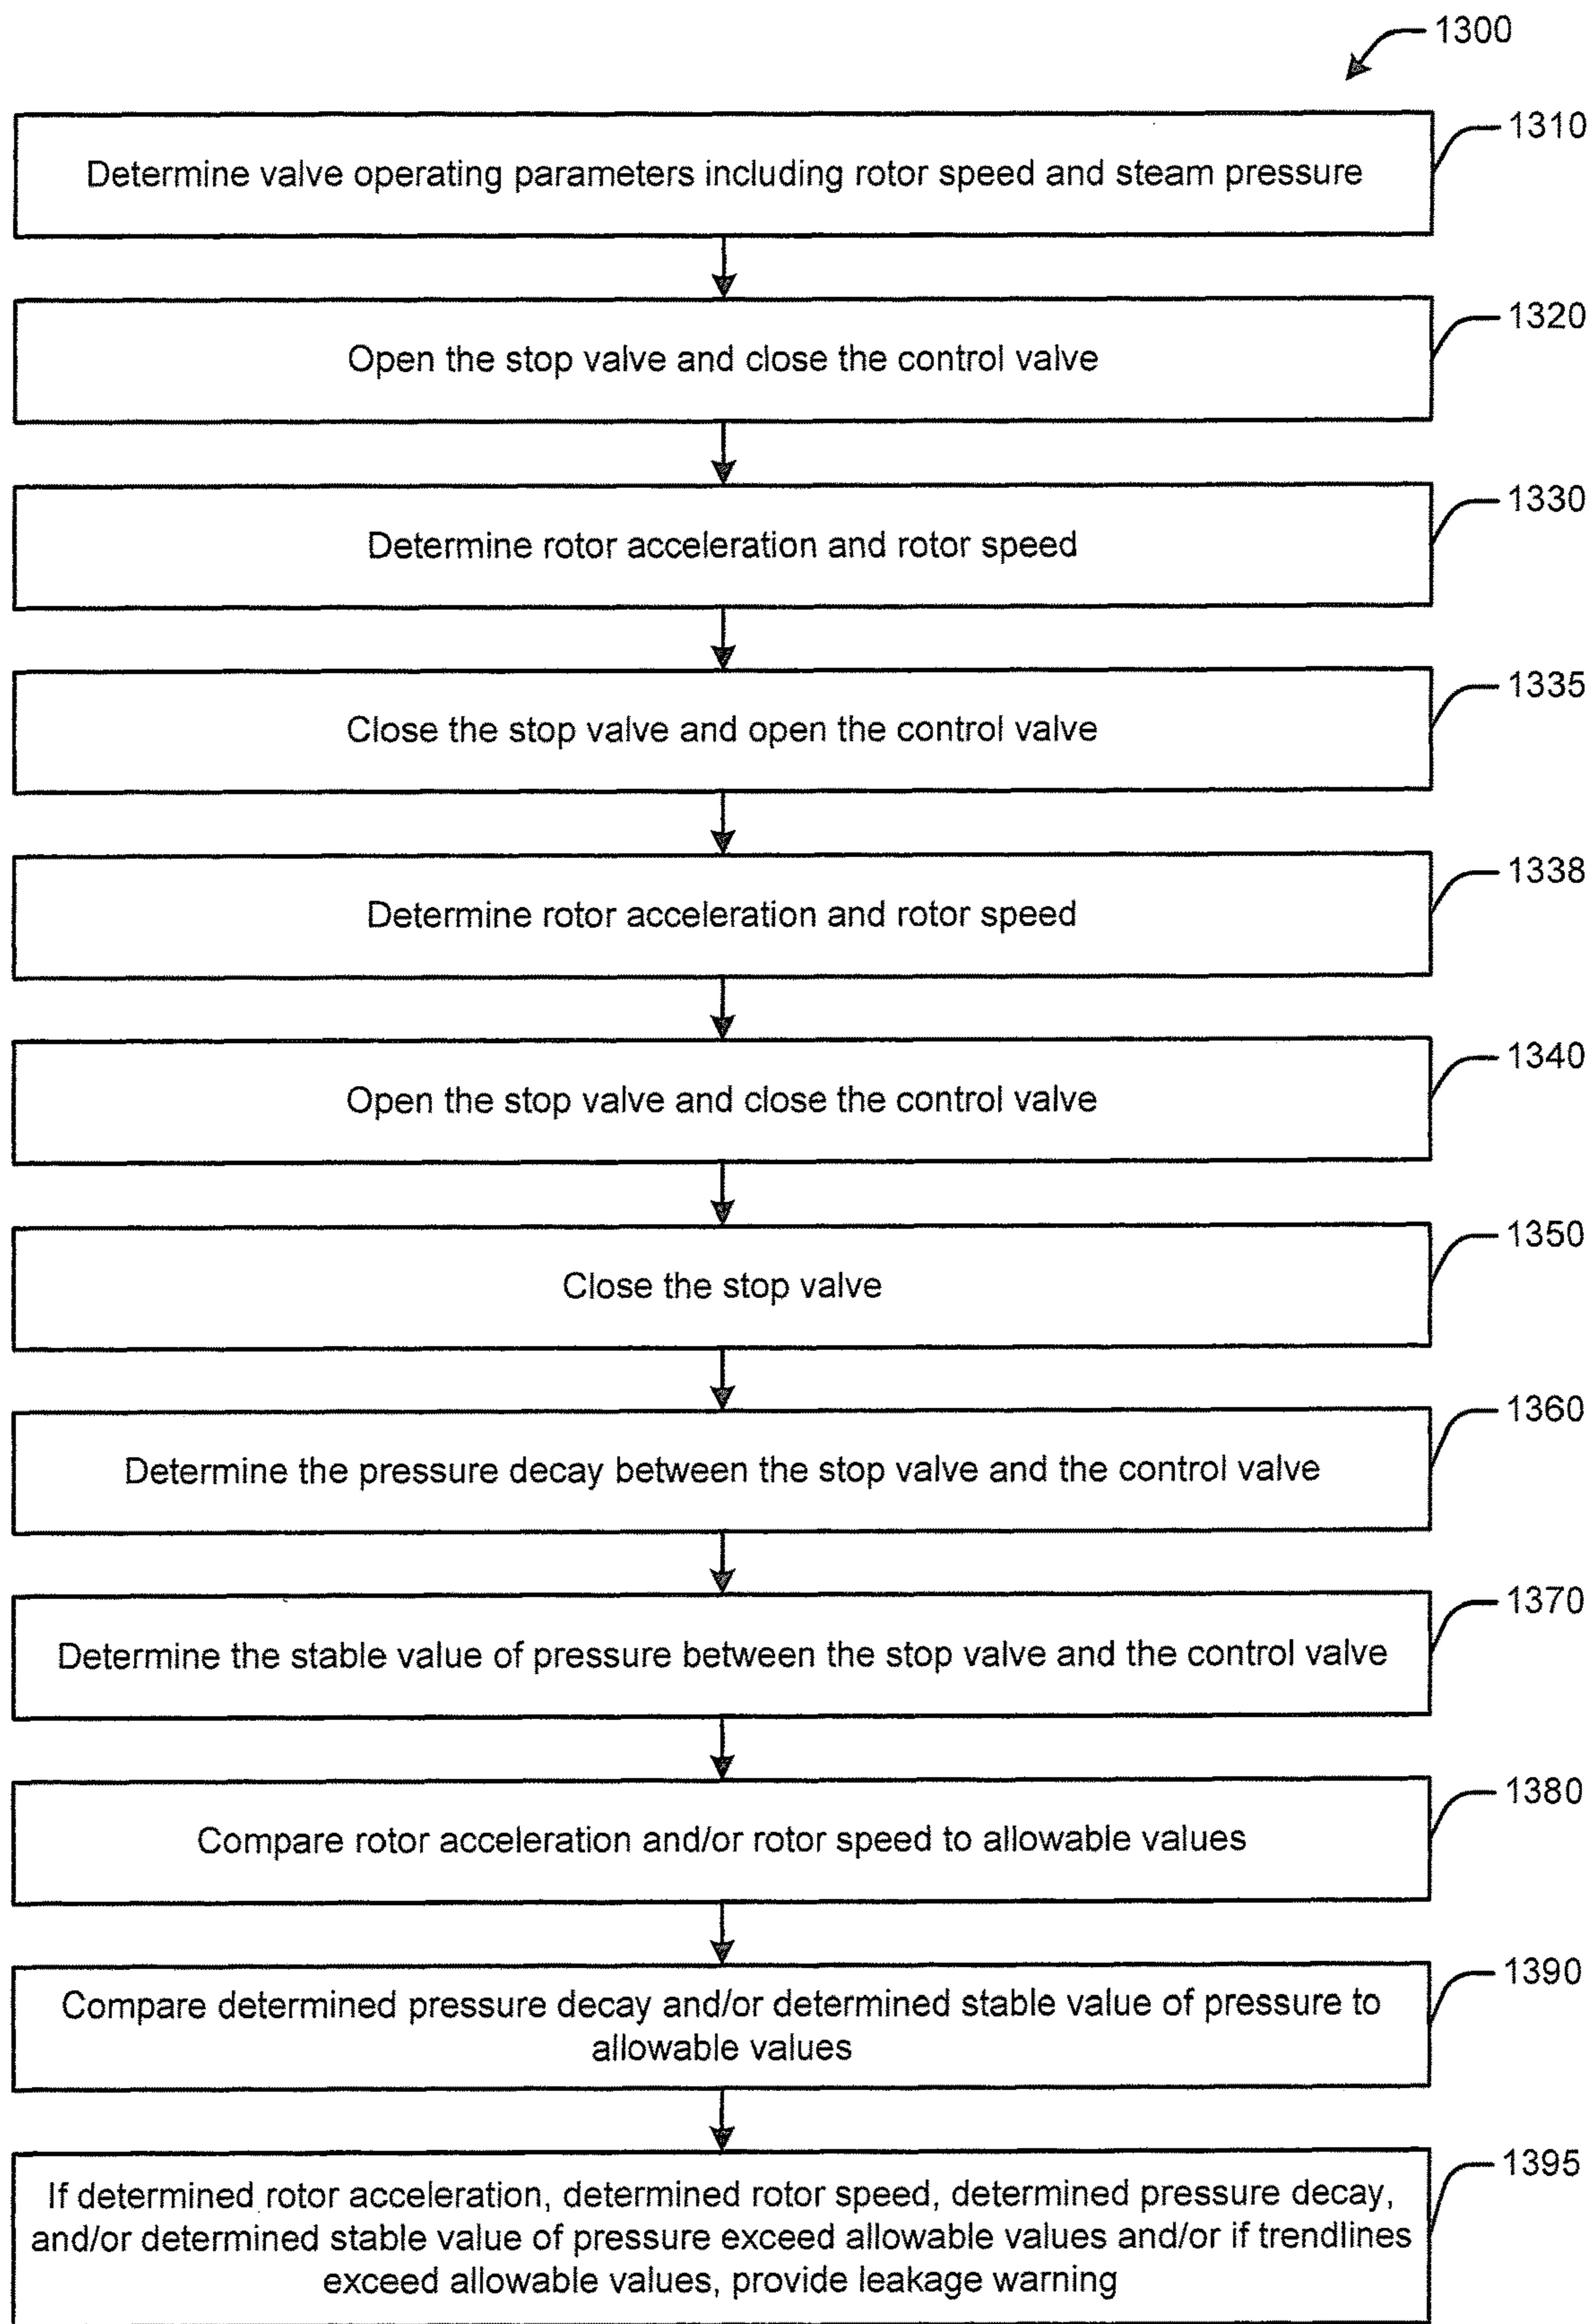 1300
1310
Determine valve operating parameters including rotor speed and steam pressure
1320
Open the stop valve and close the control valve
1330
Determine rotor acceleration and rotor speed
1335
Close the stop valve and open the control valve
1338
Determine rotor acceleration and rotor speed
1340
Open the stop valve and close the control valve
1350
Close the stop valve
1360
Determine the pressure decay between the stop valve and the control valve
1370
Determine the stable value of pressure between the stop valve and the control valve
1380
Compare rotor acceleration and/or rotor speed to allowable values
1390
Compare determined pressure decay and/or determined stable value of pressure to
allowable values
1395
If determined rotor acceleration, determined rotor speed, determined pressure decay,
and/or determined stable value of pressure exceed allowable values and/or if trendlines
exceed allowable values, provide leakage warning